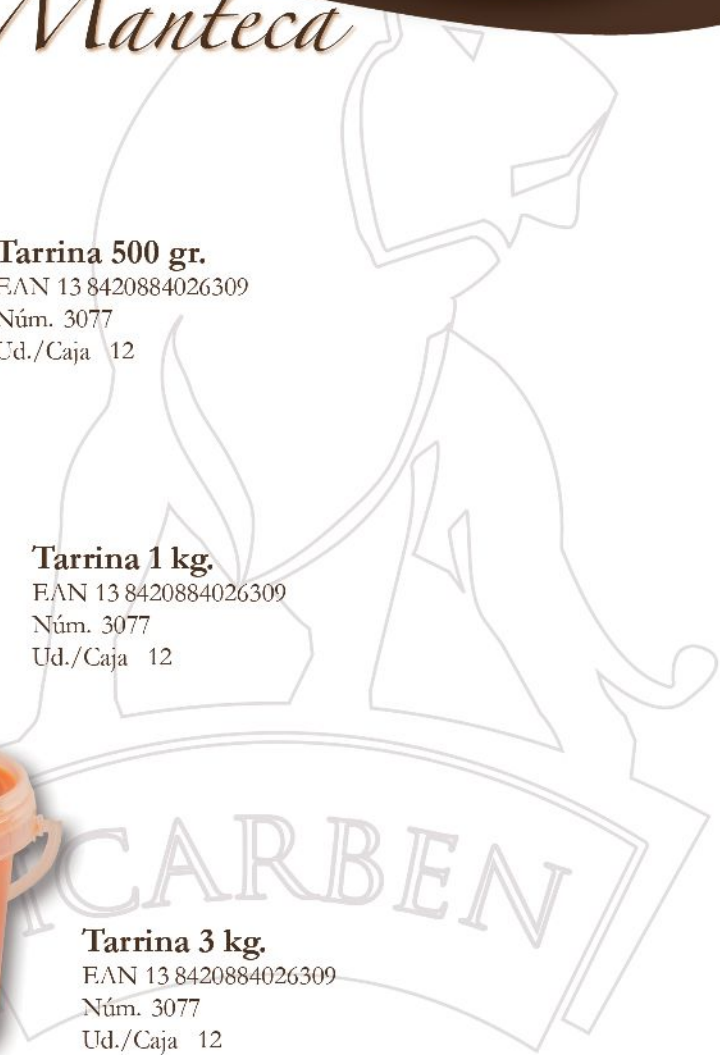 Manteca
Tarrina 500 gr.
EAN 13 8420884026309
Núm. 3077
Ud./Caja 12
Tarrina 1 kg.
EAN 13 8420884026309
Núm. 3077
Ud./Caja 12
ICARBEN
Tarrina 3 kg.
EAN 13 8420884026309
Núm. 3077
Ud./Caja 12